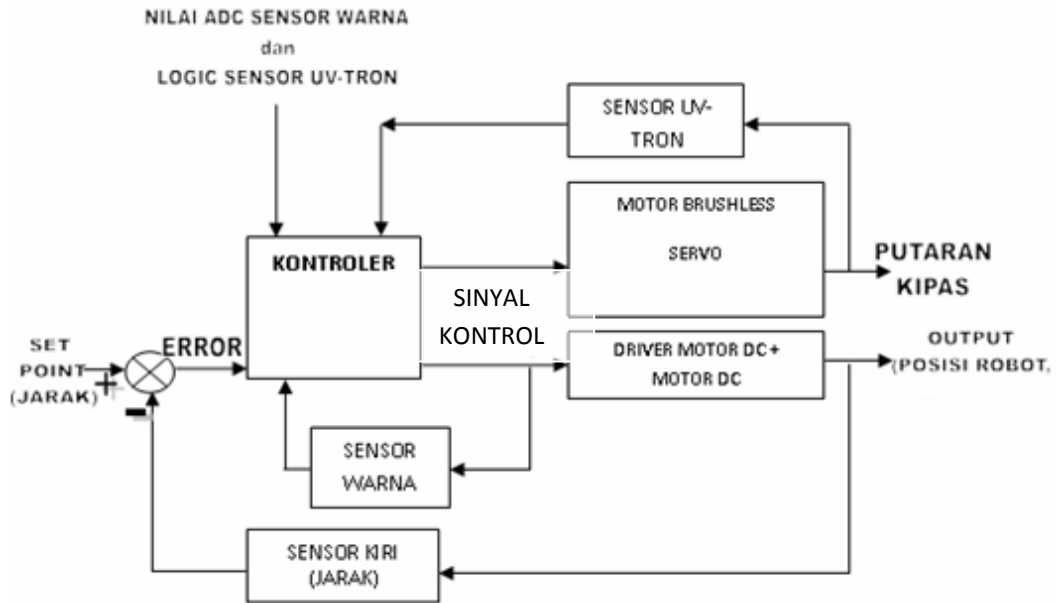 NILAI ADC SENSOR WARNA
dan
LOGIC SENSOR UV-TRON
SENSOR UV-
TRON
MOTOR BRUSHLESS
SERVO
KONTROLER
PUTARAN
KIPAS
SINYAL
KONTROL
SET
POINT
(JARAK)
+
-
ERROR
DRIVER MOTOR DC +
MOTOR DC
OUTPUT
(POSISI ROBOT,
SENSOR
WARNA
SENSOR KIRI
(JARAK)